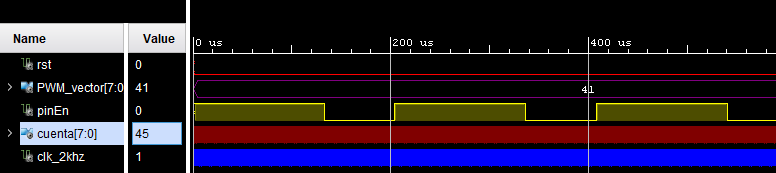 Name Value 0 us 200 us 400 us
rst 0
PWM_vector[7:0 41 41
pinEn 0
cuenta[7:0] 45
clk_2khz 1